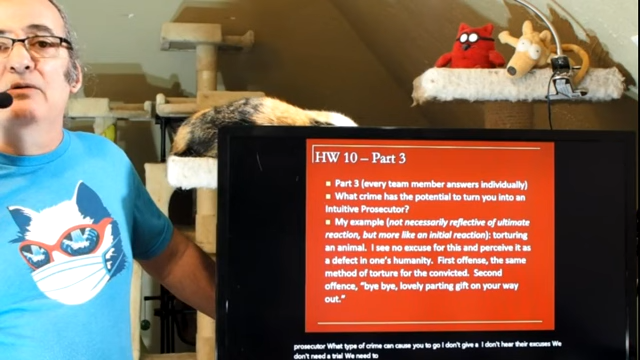 HW 10 – Part 3
Part 3 (every team member answers individually)
What crime has the potential to turn you into an
Intuitive Prosecutor?
My example (not necessarily reflective of ultimate
reaction, but more like an initial reaction): torturing
an animal. I see no excuse for this and perceive it as
a defect in one's humanity. First offense, the same
method of torture for the convicted. Second
offence, "bye bye, lovely parting gift on your way
out."
prosecutor What type of crime can cause you to go I don't give a I don't hear their excuses We
don't need a trial We need to